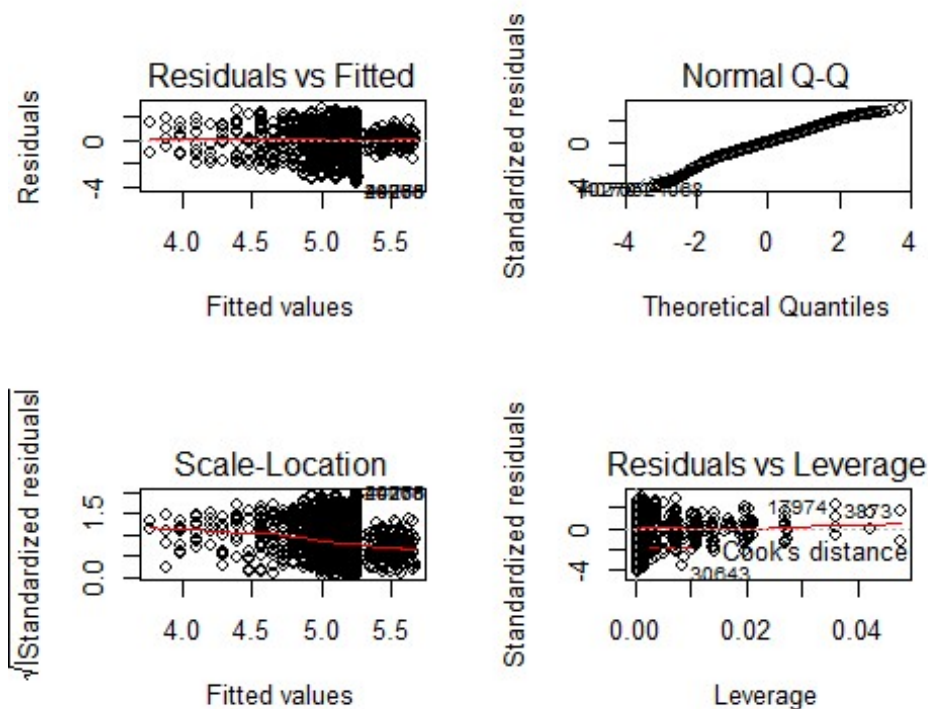 Residuals vs Fitted
Residuals
0
-4
4.0 4.5 5.0 5.5
Fitted values
Normal Q-Q
Standardized residuals
0
-4 -2 0 2 4
Theoretical Quantiles
Scale-Location
√|Standardized residuals|
1.5
0.0
4.0 4.5 5.0 5.5
Fitted values
Residuals vs Leverage
Standardized residuals
0
-4
17974
3873
Cook's distance
30643
0.00 0.02 0.04
Leverage